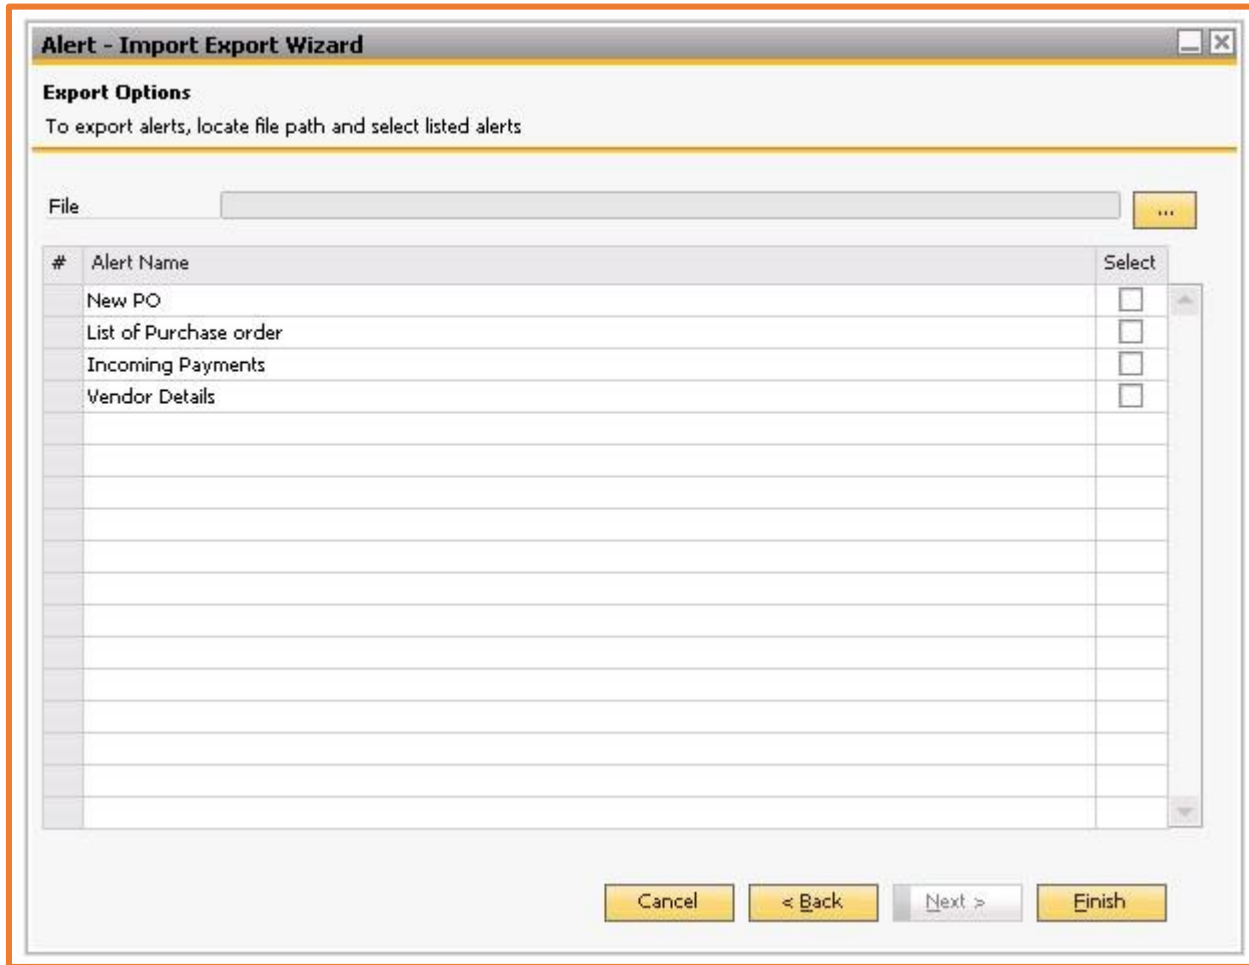 Alert - Import Export Wizard
Export Options
To export alerts, locate file path and select listed alerts
File ...
# Alert Name Select
New PO
List of Purchase order
Incoming Payments
Vendor Details
Cancel < Back Next > Finish